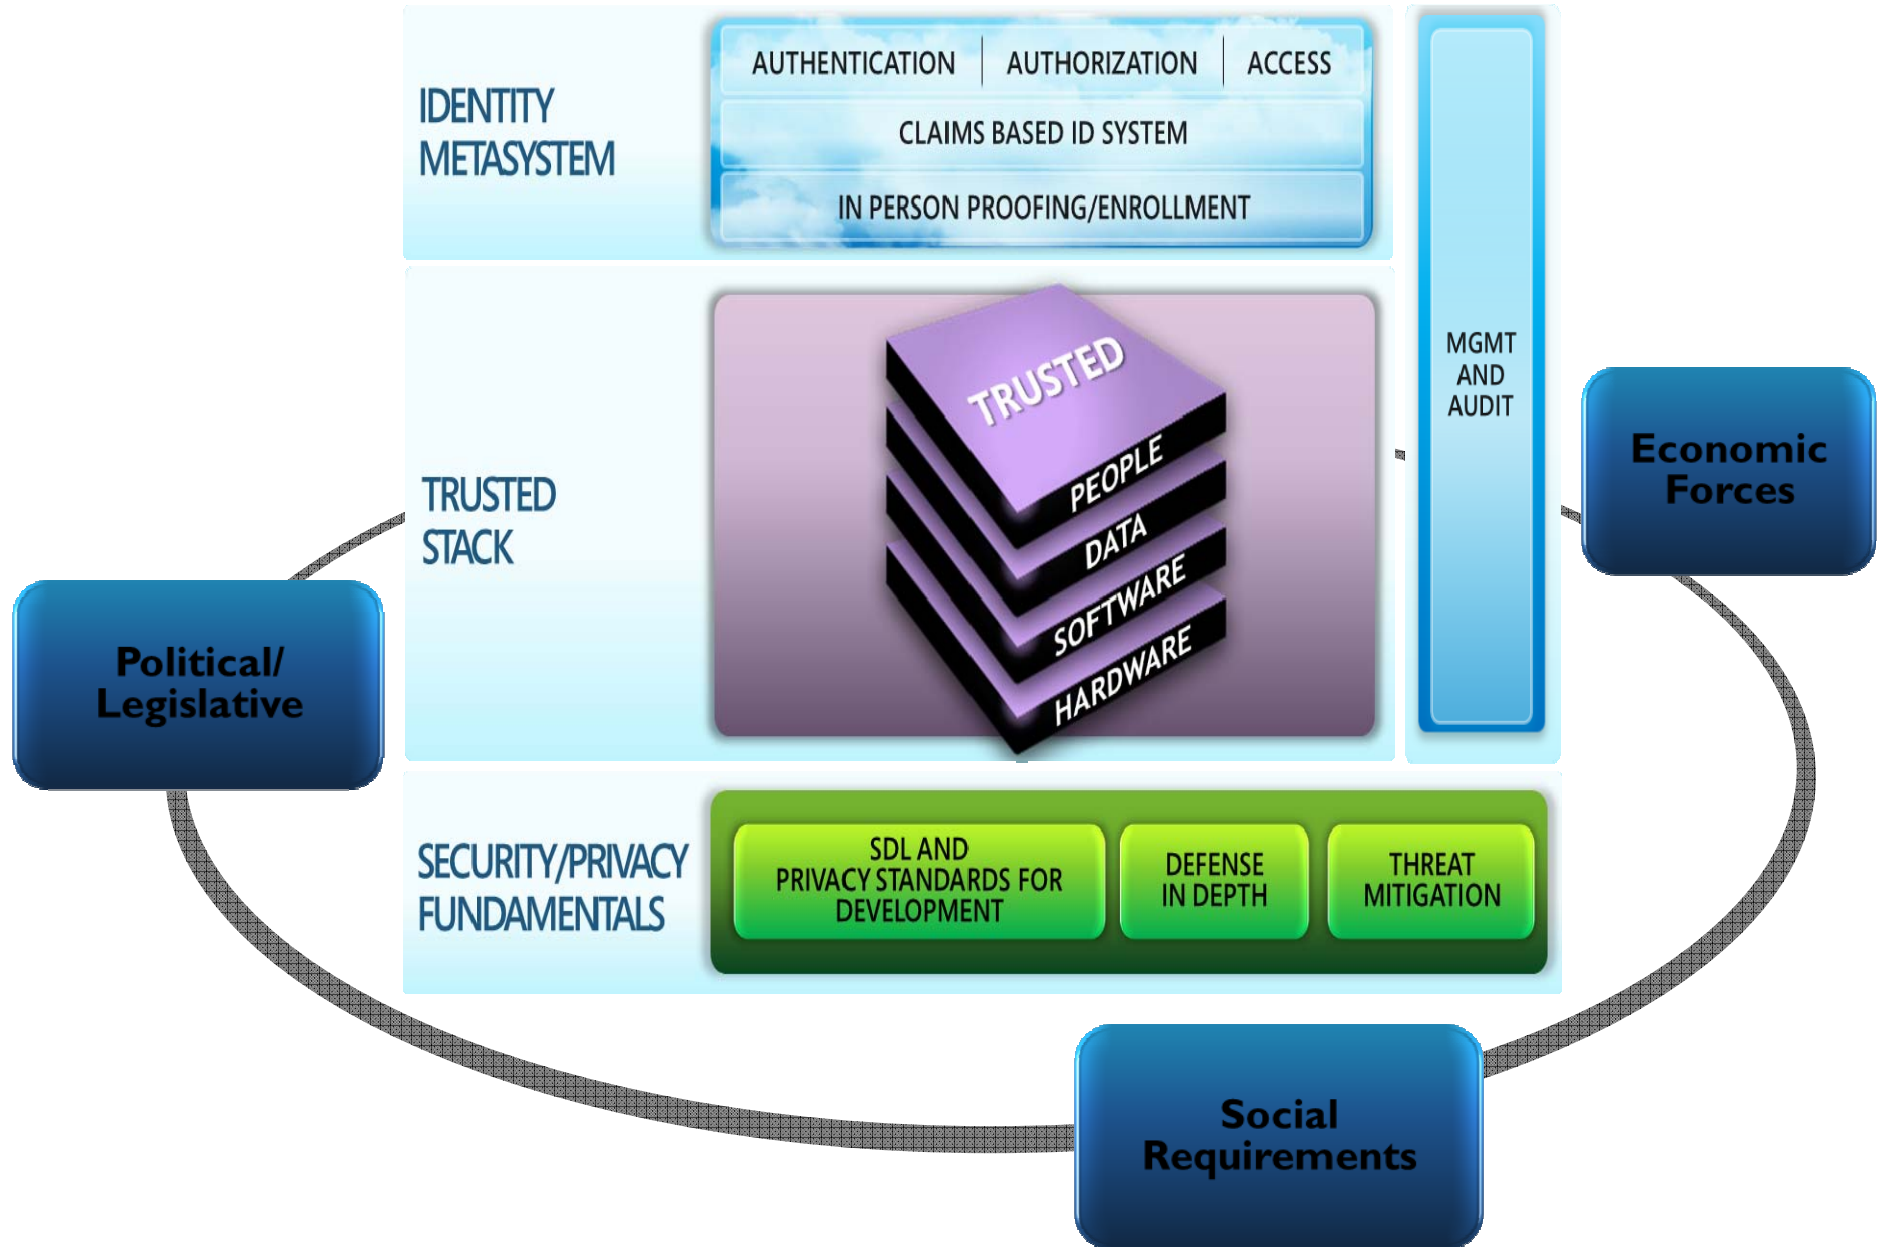 IDENTITY
METASYSTEM
AUTHENTICATION AUTHORIZATION ACCESS
CLAIMS BASED ID SYSTEM
IN PERSON PROOFING/ENROLLMENT
MGMT
AND
AUDIT
TRUSTED
STACK
TRUSTED
PEOPLE
DATA
SOFTWARE
HARDWARE
Economic
Forces
Political/
Legislative
SECURITY/PRIVACY
FUNDAMENTALS
SDL AND
PRIVACY STANDARDS FOR
DEVELOPMENT
DEFENSE
IN DEPTH
THREAT
MITIGATION
Social
Requirements